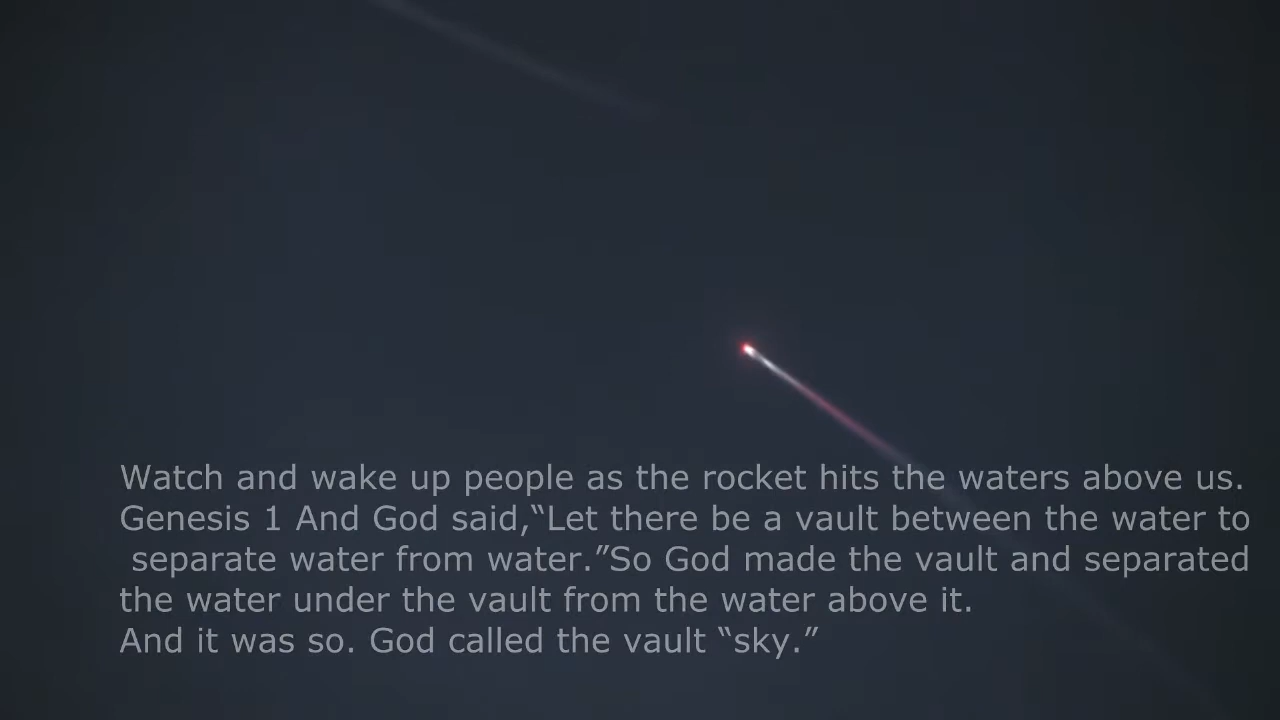 Watch and wake up people as the rocket hits the waters above us.
Genesis 1 And God said,“Let there be a vault between the water to
separate water from water.”So God made the vault and separated
the water under the vault from the water above it.
And it was so. God called the vault “sky.”